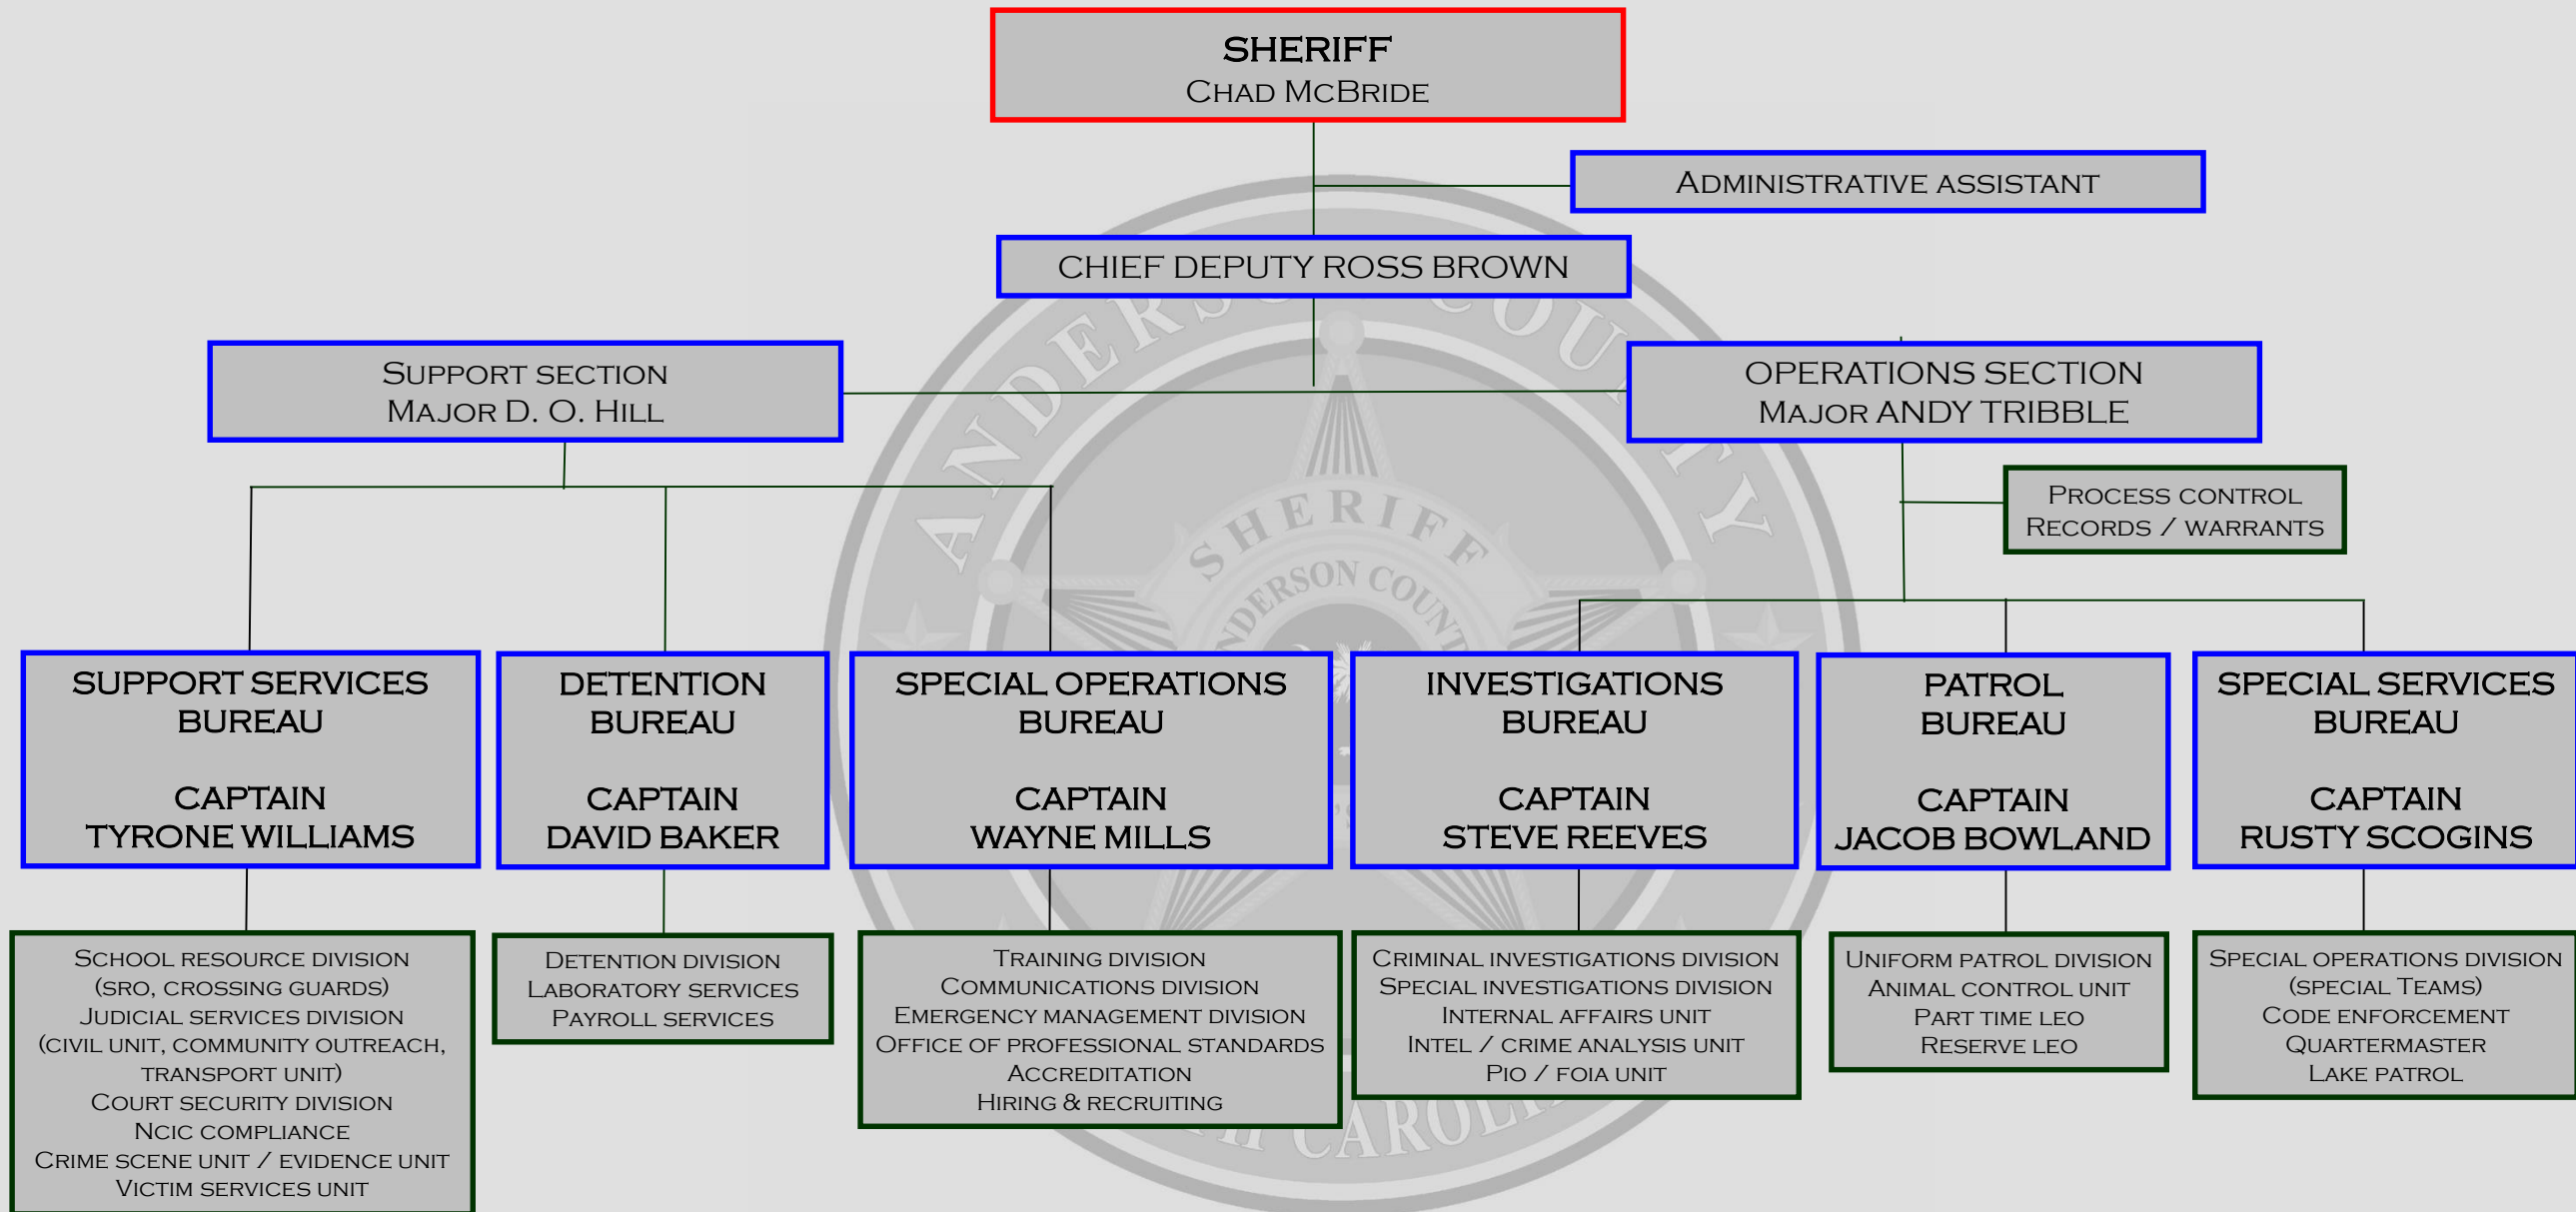 SHERIFF
Chad McBride
Administrative assistant
CHIEF DEPUTY ROSS BROWN
Support section
Major D. O. Hill
OPERATIONS SECTION
Major ANDY TRIBBLE
Process control
Records / warrants
SUPPORT SERVICES
BUREAU
CAPTAIN
TYRONE WILLIAMS
DETENTION
BUREAU
CAPTAIN
DAVID BAKER
SPECIAL OPERATIONS
BUREAU
CAPTAIN
WAYNE MILLS
INVESTIGATIONS
BUREAU
CAPTAIN
STEVE REEVES
PATROL
BUREAU
CAPTAIN
JACOB BOWLAND
SPECIAL SERVICES
BUREAU
CAPTAIN
RUSTY SCOGINS
School resource division
(sro, crossing guards)
Judicial services division
(civil unit, community outreach,
transport unit)
Court security division
Ncic compliance
Crime scene unit / evidence unit
Victim services unit
Detention division
Laboratory services
Payroll services
Training division
Communications division
Emergency management division
Office of professional standards
Accreditation
Hiring & recruiting
Criminal investigations division
Special investigations division
Internal affairs unit
Intel / crime analysis unit
Pio / foia unit
Uniform patrol division
Animal control unit
Part time leo
Reserve leo
Special operations division
(special Teams)
Code enforcement
Quartermaster
Lake patrol
ANDERSON COUNTY
SHERIFF
ANDERSON COUNTY